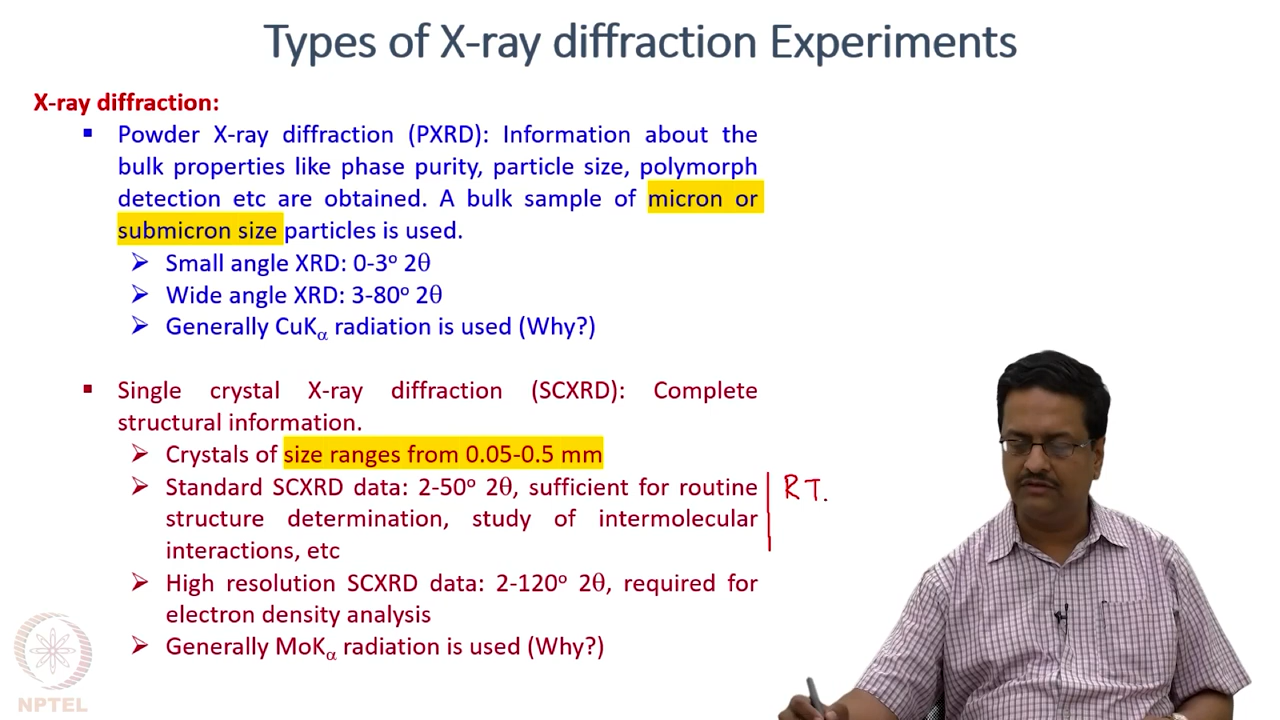 Types of X-ray diffraction Experiments
X-ray diffraction:
▪ Powder X-ray diffraction (PXRD): Information about the
bulk properties like phase purity, particle size, polymorph
detection etc are obtained. A bulk sample of micron or
submicron size particles is used.
➢ Small angle XRD: 0-3° 2θ
➢ Wide angle XRD: 3-80° 2θ
➢ Generally CuKα radiation is used (Why?)
▪ Single crystal X-ray diffraction (SCXRD): Complete
structural information.
➢ Crystals of size ranges from 0.05-0.5 mm
➢ Standard SCXRD data: 2-50° 2θ, sufficient for routine
structure determination, study of intermolecular
interactions, etc
RT.
➢ High resolution SCXRD data: 2-120° 2θ, required for
electron density analysis
➢ Generally MoKα radiation is used (Why?)
NPTEL